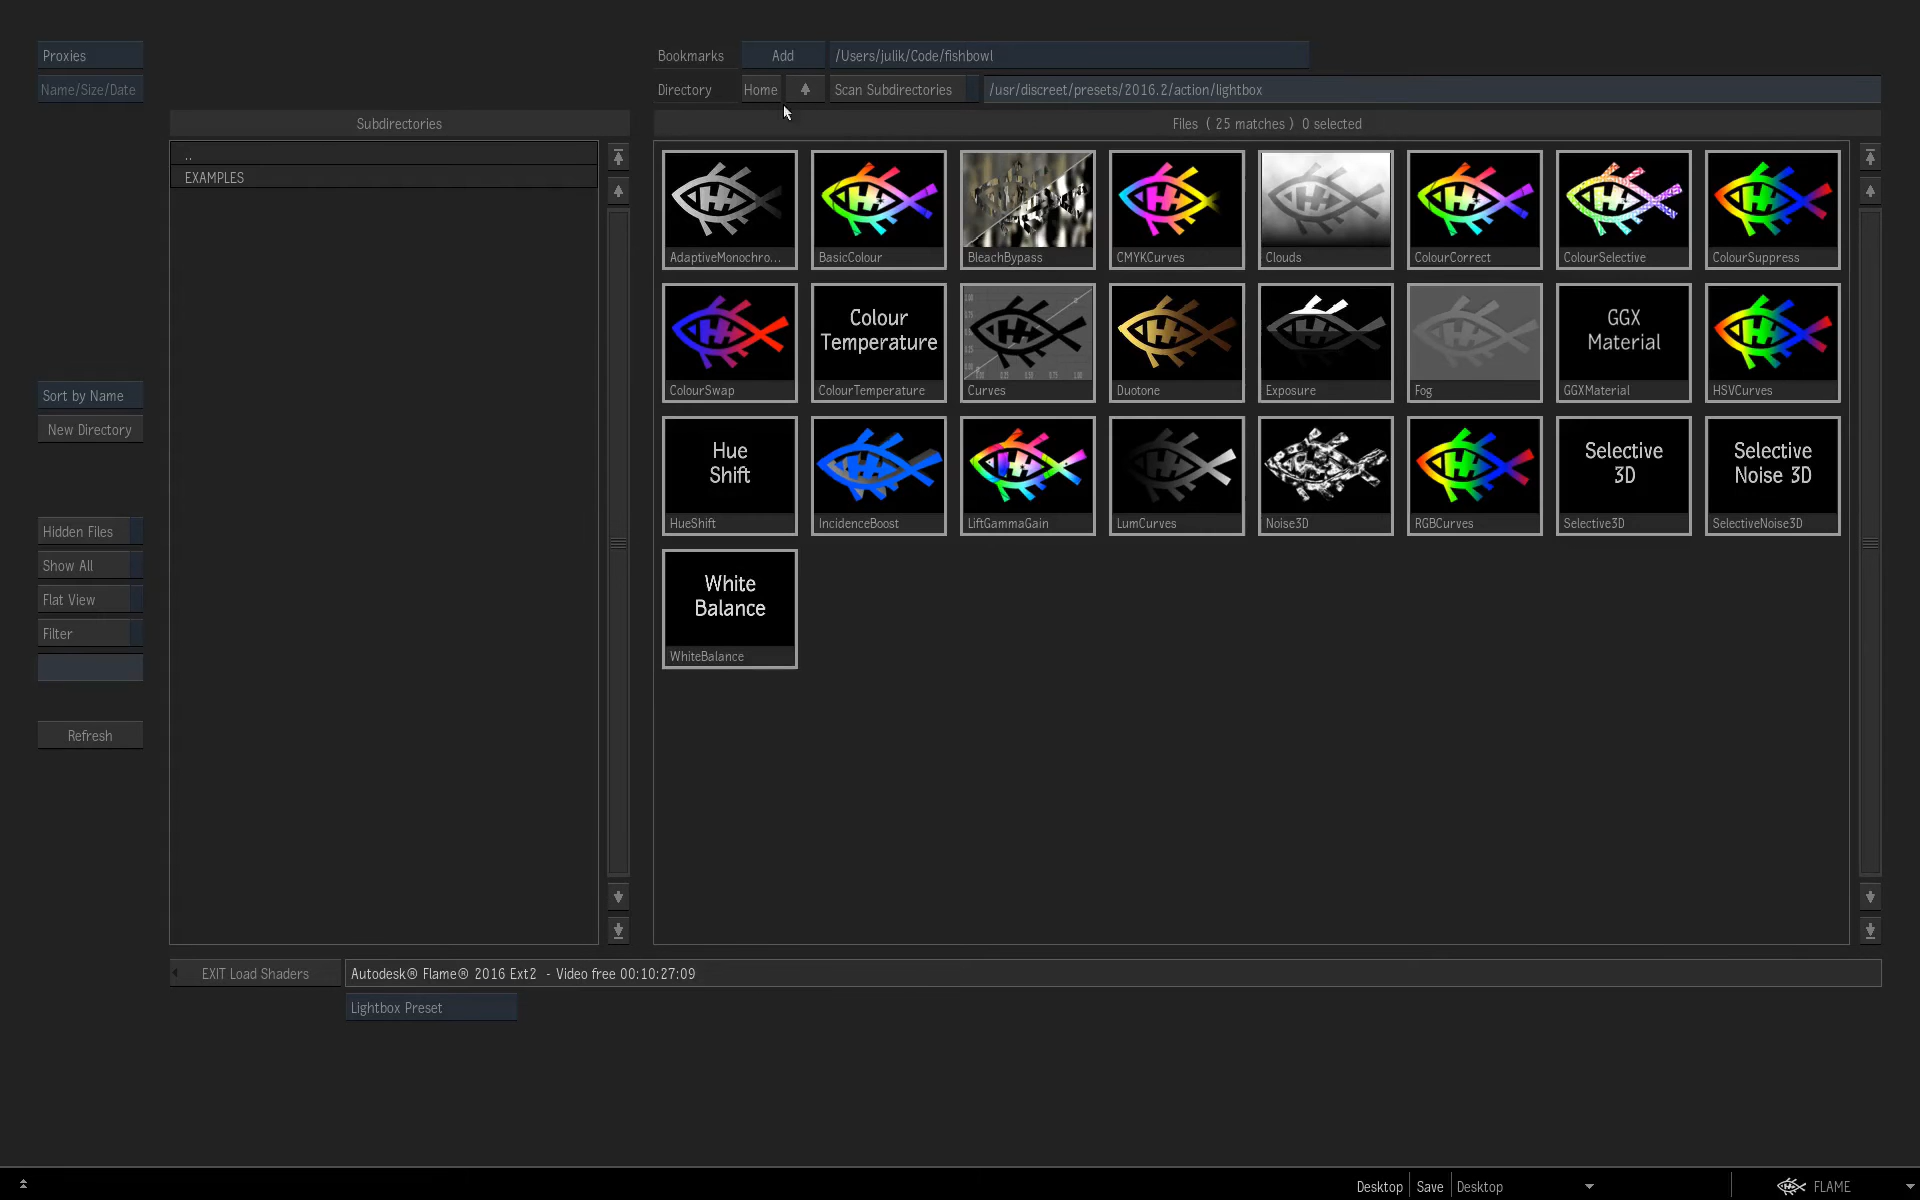 Proxies
Bookmarks Add /Users/julik/Code/fishbowl
Name/Size/Date
Directory Home Scan Subdirectories /usr/discreet/presets/2016.2/action/lightbox
Subdirectories
Files ( 25 matches ) 0 selected
..
EXAMPLES
AdaptiveMonochro... BasicColour BleachBypass CMYKCurves Clouds ColourCorrect ColourSelective ColourSuppress
Colour
Temperature
GGX
Material
ColourSwap ColourTemperature Curves Duotone Exposure Fog GGXMaterial HSVCurves
Sort by Name
New Directory
Hue
Shift
Selective
3D
Selective
Noise 3D
HueShift IncidenceBoost LiftGammaGain LumCurves Noise3D RGBCurves Selective3D SelectiveNoise3D
Hidden Files
Show All
Flat View
Filter
White
Balance
WhiteBalance
Refresh
EXIT Load Shaders Autodesk® Flame® 2016 Ext2 - Video free 00:10:27:09
Lightbox Preset
Desktop Save Desktop FLAME